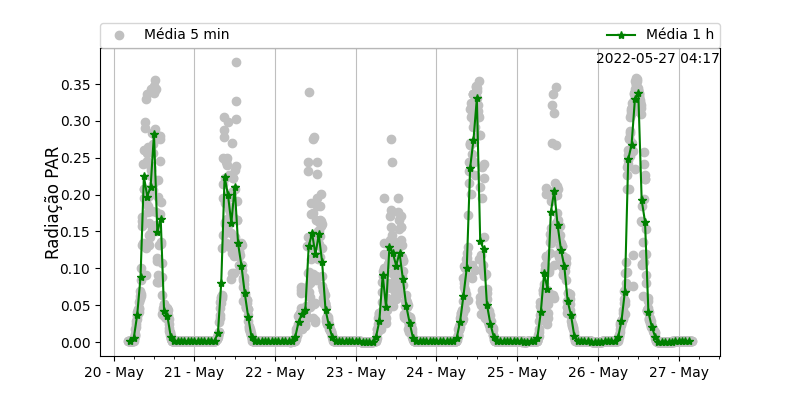 Média 5 min
Média 1 h
2022-05-27 04:17
Radiação PAR
0.35
0.30
0.25
0.20
0.15
0.10
0.05
0.00
20 - May
21 - May
22 - May
23 - May
24 - May
25 - May
26 - May
27 - May